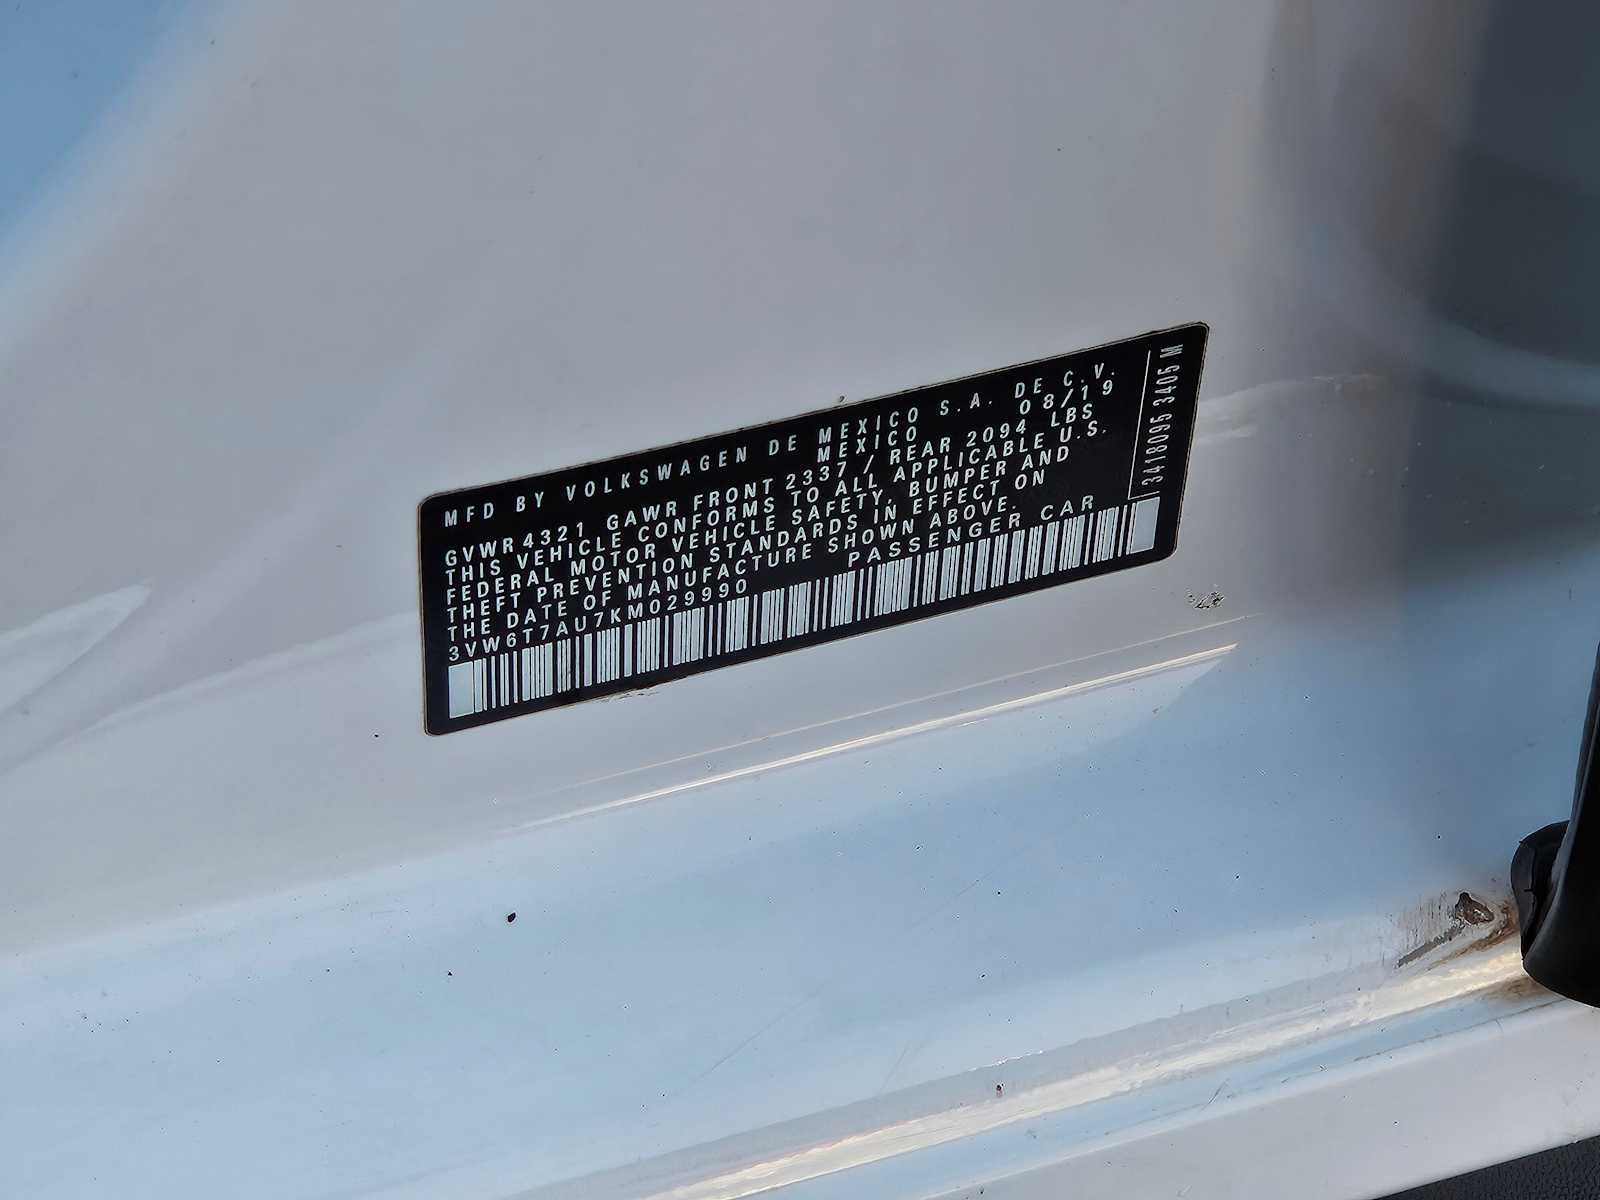 MFD BY VOLKSWAGEN DE MEXICO S.A. DE C.V.
MEXICO 08/19
GVWR 4321 GAWR FRONT 2337 / REAR 2094 LBS
THIS VEHICLE CONFORMS TO ALL APPLICABLE U.S.
FEDERAL MOTOR VEHICLE SAFETY, BUMPER AND
THEFT PREVENTION STANDARDS IN EFFECT ON
THE DATE OF MANUFACTURE SHOWN ABOVE.
3VW6T7AU7KM029990 PASSENGER CAR
3418095 3405 M